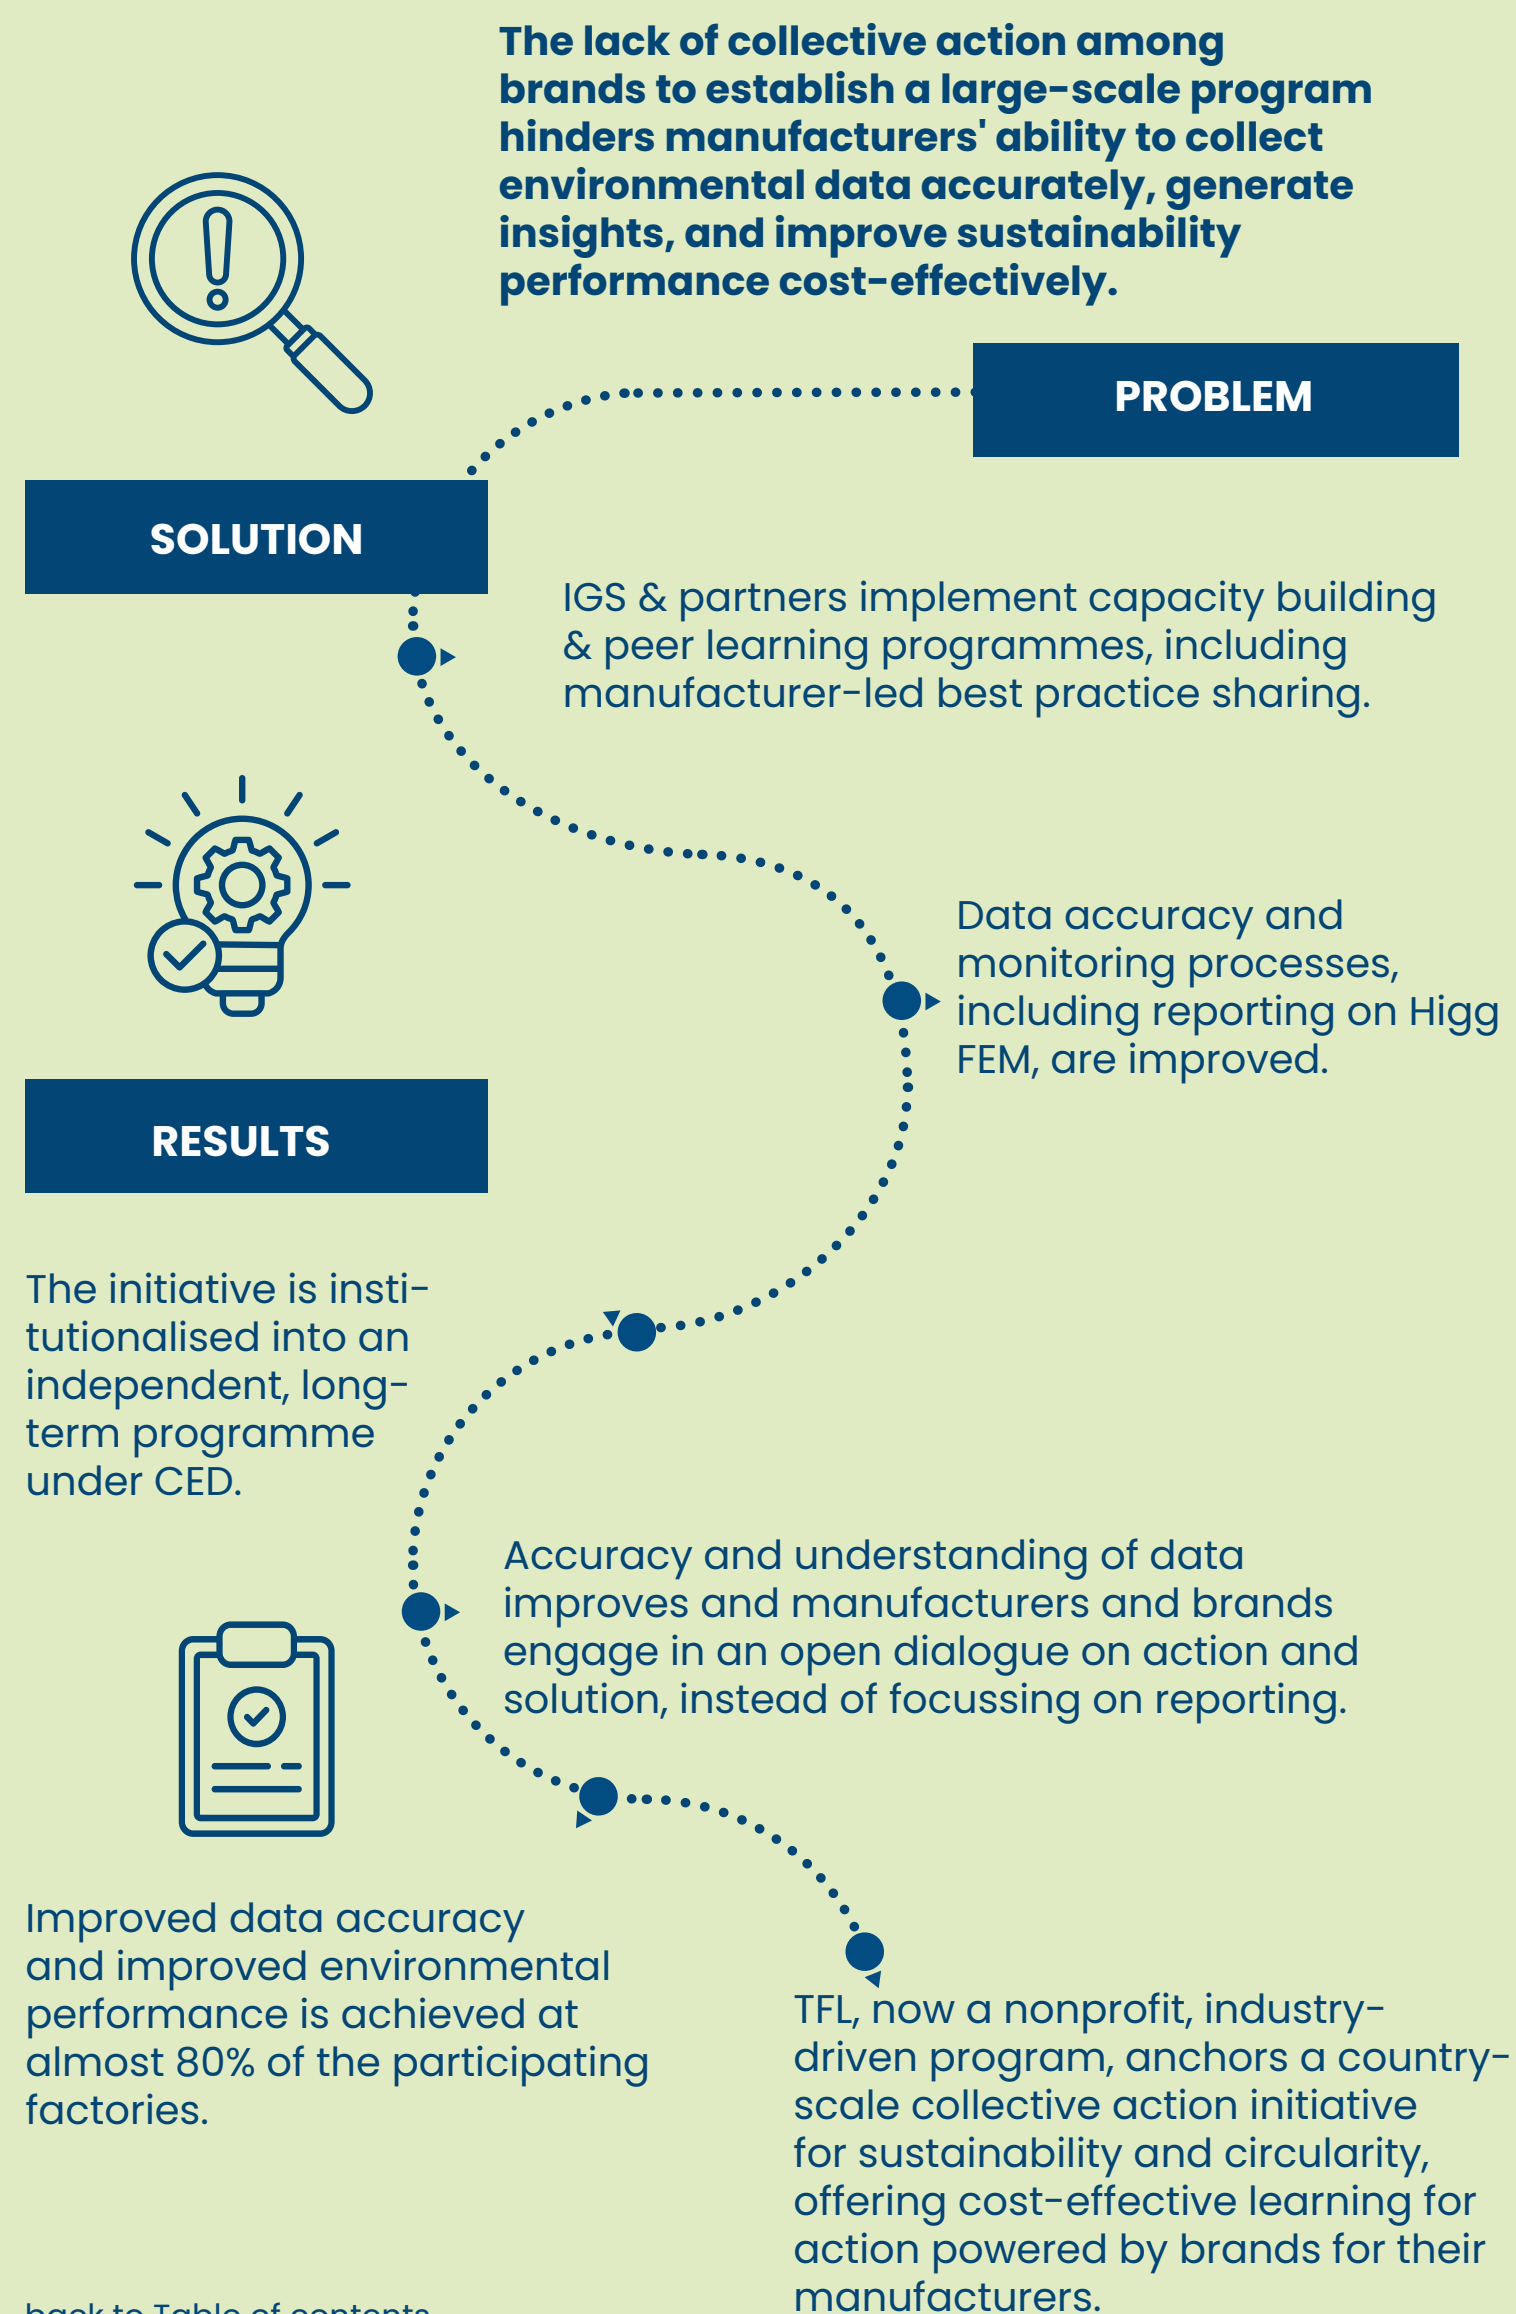 The lack of collective action among
brands to establish a large-scale program
hinders manufacturers' ability to collect
environmental data accurately, generate
insights, and improve sustainability
performance cost-effectively.
PROBLEM
SOLUTION
IGS & partners implement capacity building
& peer learning programmes, including
manufacturer-led best practice sharing.
Data accuracy and
monitoring processes,
including reporting on Higg
FEM, are improved.
RESULTS
The initiative is insti-
tutionalised into an
independent, long-
term programme
under CED.
Accuracy and understanding of data
improves and manufacturers and brands
engage in an open dialogue on action and
solution, instead of focussing on reporting.
Improved data accuracy
and improved environmental
performance is achieved at
almost 80% of the participating
factories.
TFL, now a nonprofit, industry-
driven program, anchors a country-
scale collective action initiative
for sustainability and circularity,
offering cost-effective learning for
action powered by brands for their
manufacturers.
back to Table of contents